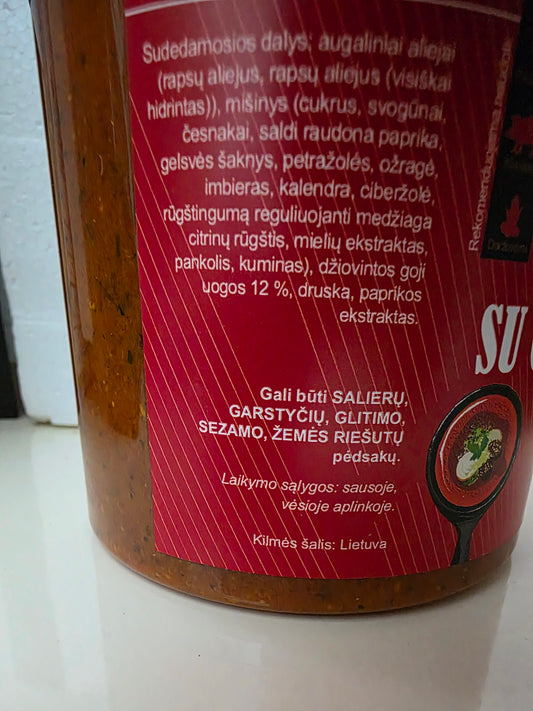 Sudedamosios dalys: augaliniai aliejai
(rapsų aliejus, rapsų aliejus (visiškai
hidrintas)), mišinys (cukrus, svogūnai,
česnakai, saldi raudona paprika,
gelsvės šaknys, petražolės, ožragė,
imbieras, kalendra, ciberžolė,
rūgštingumą reguliuojanti medžiaga
citrinų rūgštis, mielių ekstraktas,
pankolis, kuminas), džiovintos goji
uogos 12 %, druska, paprikos
ekstraktas.
Gali būti SALIERŲ,
GARSTYČIŲ, GLITIMO,
SEZAMO, ŽEMĖS RIEŠUTŲ
pėdsakų.
Laikymo sąlygos: sausoje,
vėsioje aplinkoje.
Kilmės šalis: Lietuva
SU